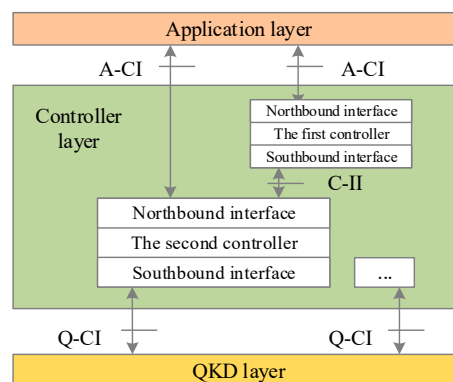 Application layer
A-CI
A-CI
Controller
layer
Northbound interface
The first controller
Southbound interface
C-II
Northbound interface
The second controller
Southbound interface
...
Q-CI
Q-CI
QKD layer